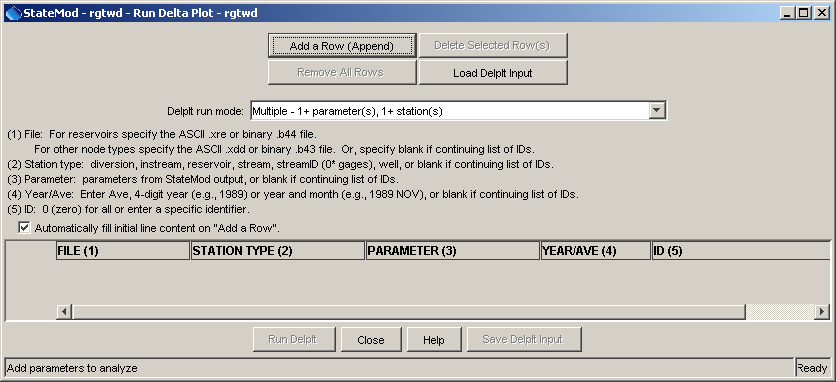 StateMod - rgtwd - Run Delta Plot - rgtwd
Add a Row (Append) Delete Selected Row(s)
Remove All Rows Load Delplt Input
Delplt run mode: Multiple - 1+ parameter(s), 1+ station(s)
(1) File:  For reservoirs specify the ASCII .xre or binary .b44 file.
For other node types specify the ASCII .xdd or binary .b43 file.  Or, specify blank if continuing list of IDs.
(2) Station type:  diversion, instream, reservoir, stream, streamID (0* gages), well, or blank if continuing list of IDs.
(3) Parameter:  parameters from StateMod output, or blank if continuing list of IDs.
(4) Year/Ave:  Enter Ave, 4-digit year (e.g., 1989) or year and month (e.g., 1989 NOV), or blank if continuing list of IDs.
(5) ID:  0 (zero) for all or enter a specific identifier.
Automatically fill initial line content on "Add a Row".
FILE (1) STATION TYPE (2) PARAMETER (3) YEAR/AVE (4) ID (5)
Run Delplt Close Help Save Delplt Input
Add parameters to analyze Ready